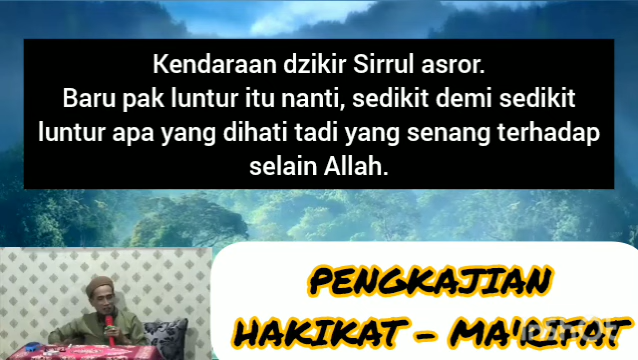 Kendaraan dzikir Sirrul asror.
Baru pak luntur itu nanti, sedikit demi sedikit
luntur apa yang dihati tadi yang senang terhadap
selain Allah.
PENGKAJIAN
HAKIKAT - MA'RIFAT